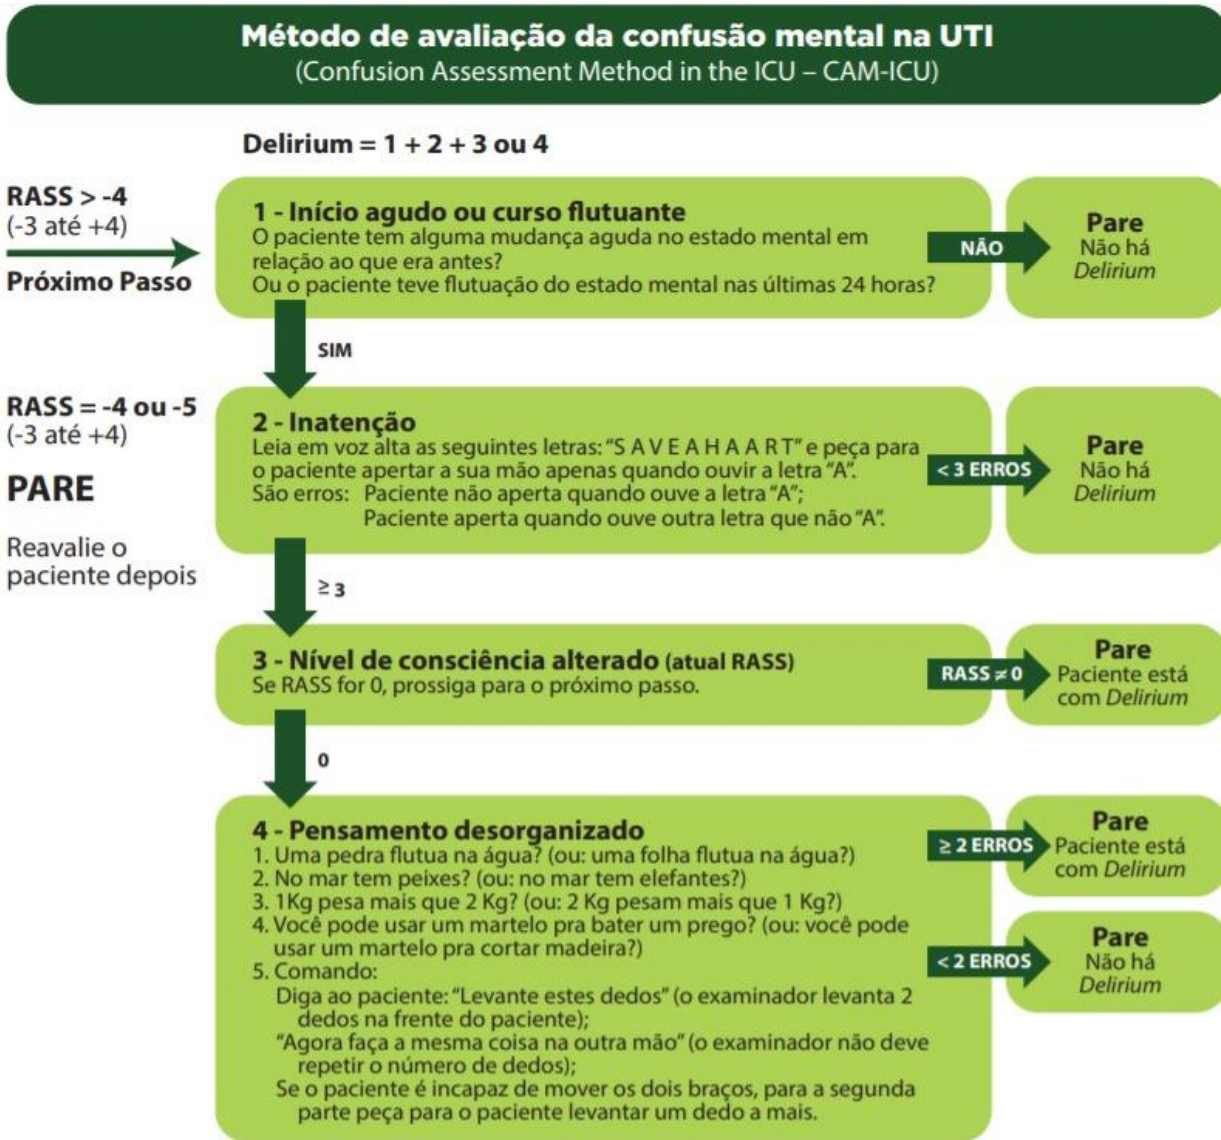 Método de avaliação da confusão mental na UTI
(Confusion Assessment Method in the ICU – CAM-ICU)
Delirium = 1 + 2 + 3 ou 4
RASS > -4
(-3 até +4)
Próximo Passo
1 - Início agudo ou curso flutuante
O paciente tem alguma mudança aguda no estado mental em
relação ao que era antes?
Ou o paciente teve flutuação do estado mental nas últimas 24 horas?
NÃO
Pare
Não há
Delirium
SIM
RASS = -4 ou -5
(-3 até +4)
PARE
Reavalie o
paciente depois
2 - Inatenção
Leia em voz alta as seguintes letras: “S A V E A H A A R T” e peça para
o paciente apertar a sua mão apenas quando ouvir a letra “A”.
São erros: Paciente não aperta quando ouve a letra “A”;
Paciente aperta quando ouve outra letra que não “A”.
< 3 ERROS
Pare
Não há
Delirium
≥ 3
3 - Nível de consciência alterado (atual RASS)
Se RASS for 0, prossiga para o próximo passo.
RASS ≠ 0
Pare
Paciente está
com Delirium
0
4 - Pensamento desorganizado
1. Uma pedra flutua na água? (ou: uma folha flutua na água?)
2. No mar tem peixes? (ou: no mar tem elefantes?)
3. 1Kg pesa mais que 2 Kg? (ou: 2 Kg pesam mais que 1 Kg?)
4. Você pode usar um martelo pra bater um prego? (ou: você pode
usar um martelo pra cortar madeira?)
5. Comando:
Diga ao paciente: “Levante estes dedos” (o examinador levanta 2
dedos na frente do paciente);
“Agora faça a mesma coisa na outra mão” (o examinador não deve
repetir o número de dedos);
Se o paciente é incapaz de mover os dois braços, para a segunda
parte peça para o paciente levantar um dedo a mais.
≥ 2 ERROS
Pare
Paciente está
com Delirium
< 2 ERROS
Pare
Não há
Delirium